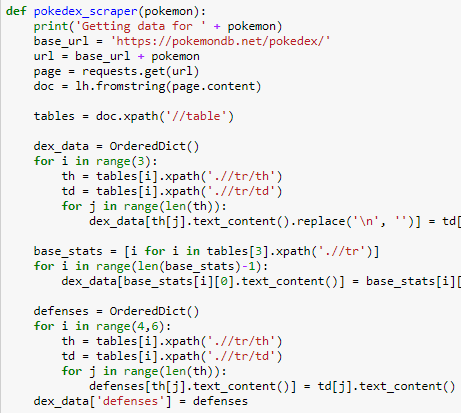 def pokedex_scraper(pokemon):
    print('Getting data for ' + pokemon)
    base_url = 'https://pokemondb.net/pokedex/'
    url = base_url + pokemon
    page = requests.get(url)
    doc = lh.fromstring(page.content)

    tables = doc.xpath('//table')

    dex_data = OrderedDict()
    for i in range(3):
        th = tables[i].xpath('.//tr/th')
        td = tables[i].xpath('.//tr/td')
        for j in range(len(th)):
            dex_data[th[j].text_content().replace('\n', '')] = td[

    base_stats = [i for i in tables[3].xpath('.//tr')]
    for i in range(len(base_stats)-1):
        dex_data[base_stats[i][0].text_content()] = base_stats[i][

    defenses = OrderedDict()
    for i in range(4,6):
        th = tables[i].xpath('.//tr/th')
        td = tables[i].xpath('.//tr/td')
        for j in range(len(th)):
            defenses[th[j].text_content()] = td[j].text_content()
    dex_data['defenses'] = defenses